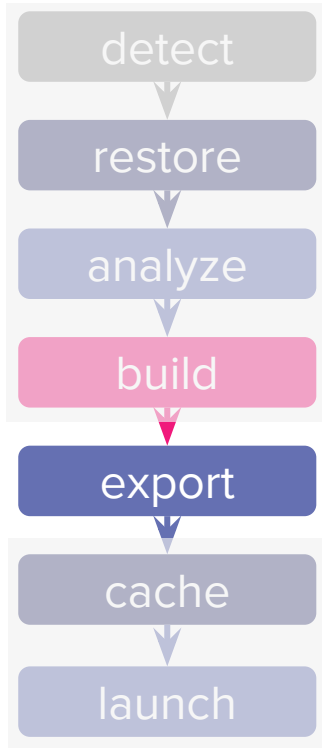 detect
restore
analyze
build
export
cache
launch